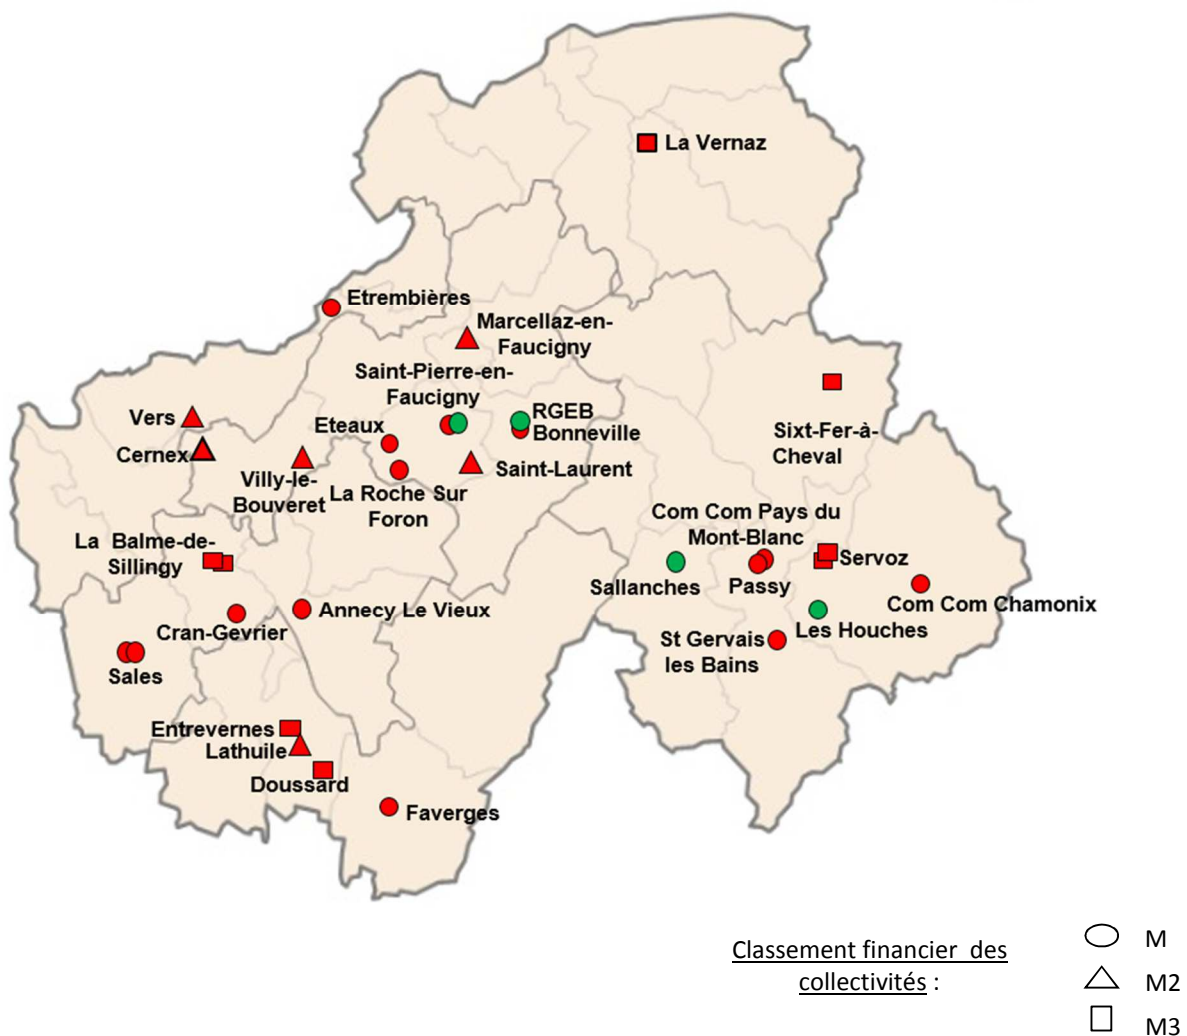 La Vernaz
Etrembières
Marcellaz-en-
Faucigny
Saint-Pierre-en-
Faucigny
RGEB
Bonneville
Vers
Eteaux
Cernex
Sixt-Fer-à-
Cheval
Saint-Laurent
Villy-le-
Bouveret
La Roche Sur
Foron
Com Com Pays du
Mont-Blanc
La Balme-de-
Sillingy
Servoz
Sallanches
Passy
Com Com Chamonix
Annecy Le Vieux
Cran-Gevrier
Les Houches
St Gervais
les Bains
Sales
Entrevernes
Lathuile
Doussard
Faverges
Classement financier des
collectivités :
M
M2
M3